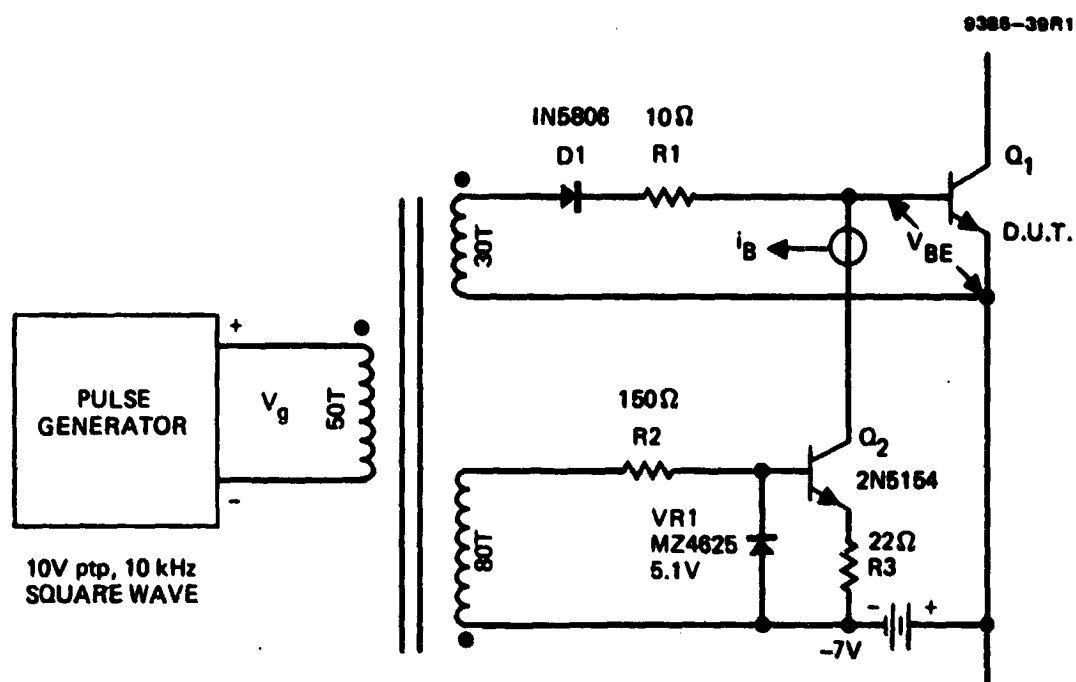 9386-39R1
IN5806
D1
10Ω
R1
Q1
D.U.T.
iB
VBE
30T
PULSE
GENERATOR
+
Vg
-
50T
10V ptp, 10 kHz
SQUARE WAVE
150Ω
R2
Q2
2N5154
80T
VR1
MZ4625
5.1V
22Ω
R3
- +
-7V